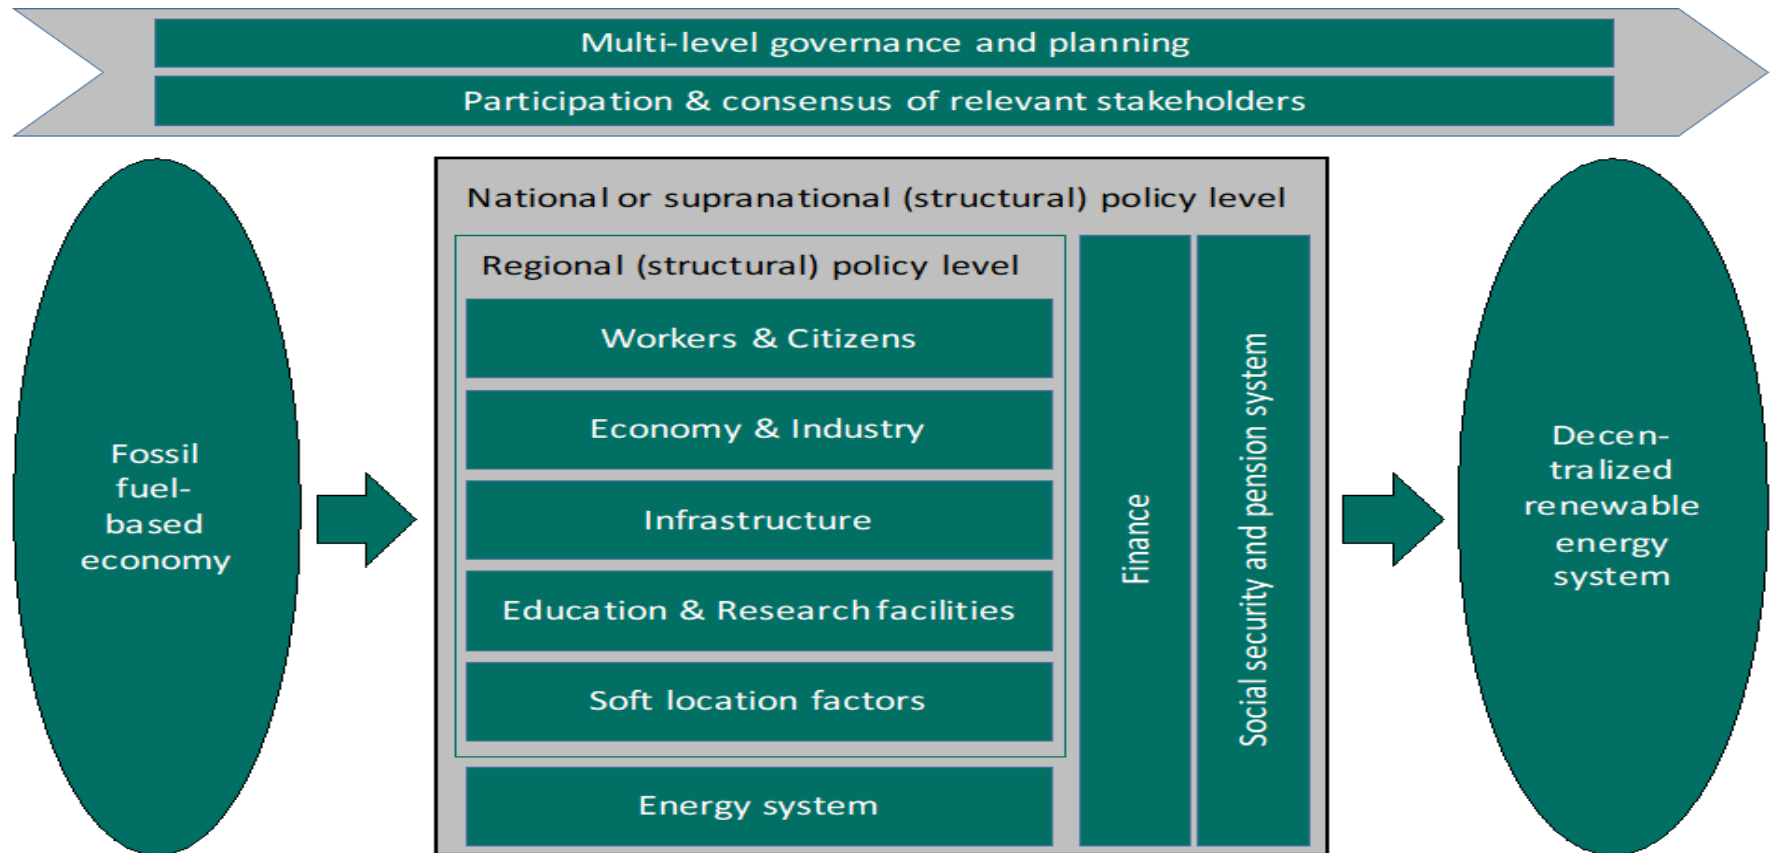 Multi-level governance and planning
Participation & consensus of relevant stakeholders
Fossil
fuel-
based
economy
National or supranational (structural) policy level
Regional (structural) policy level
Workers & Citizens
Economy & Industry
Infrastructure
Education & Research facilities
Soft location factors
Energy system
Finance
Social security and pension system
Decen-
tralized
renewable
energy
system